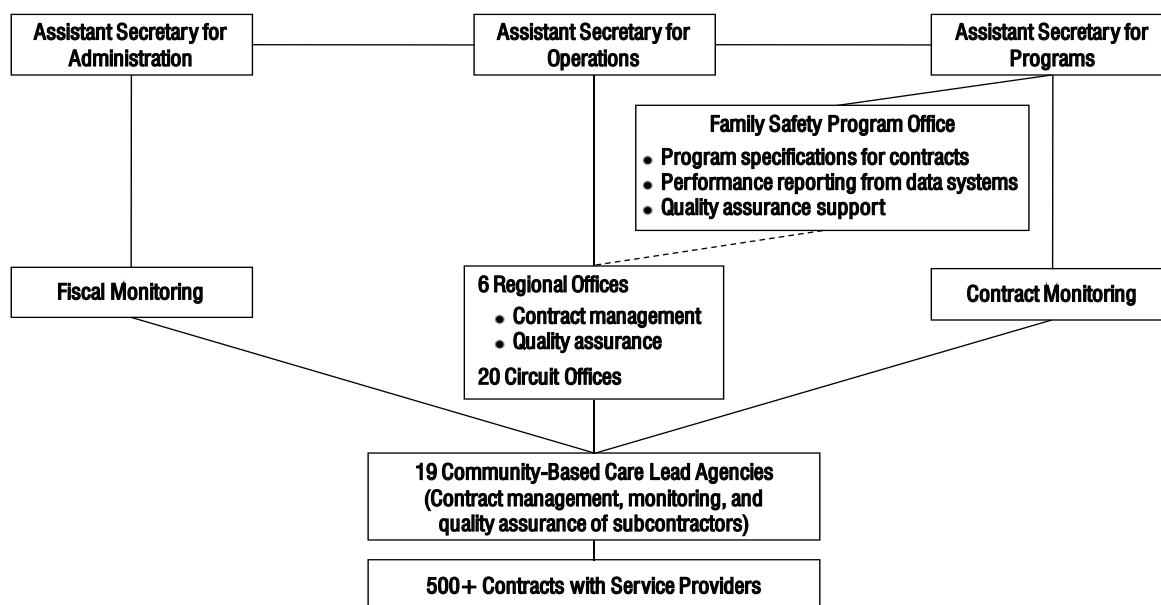 Assistant Secretary for
Administration
Assistant Secretary for
Operations
Assistant Secretary for
Programs
Family Safety Program Office
• Program specifications for contracts
• Performance reporting from data systems
• Quality assurance support
Fiscal Monitoring
6 Regional Offices
• Contract management
• Quality assurance
20 Circuit Offices
Contract Monitoring
19 Community-Based Care Lead Agencies
(Contract management, monitoring, and
quality assurance of subcontractors)
500+ Contracts with Service Providers